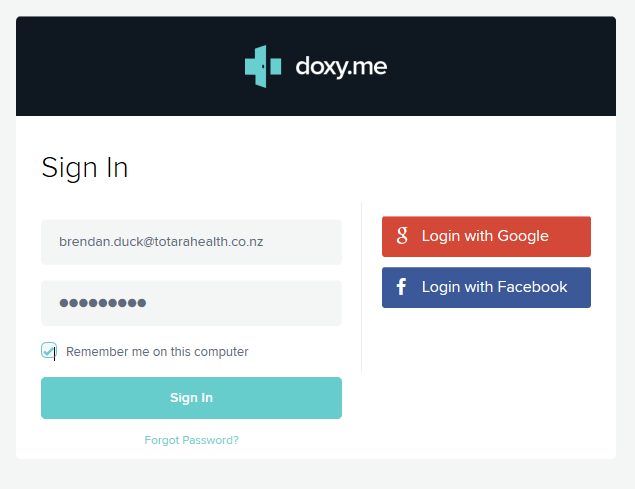 doxy.me
Sign In
brendan.duck@totarahealth.co.nz
●●●●●●●●●
Remember me on this computer
Sign In
Forgot Password?
g Login with Google
f Login with Facebook